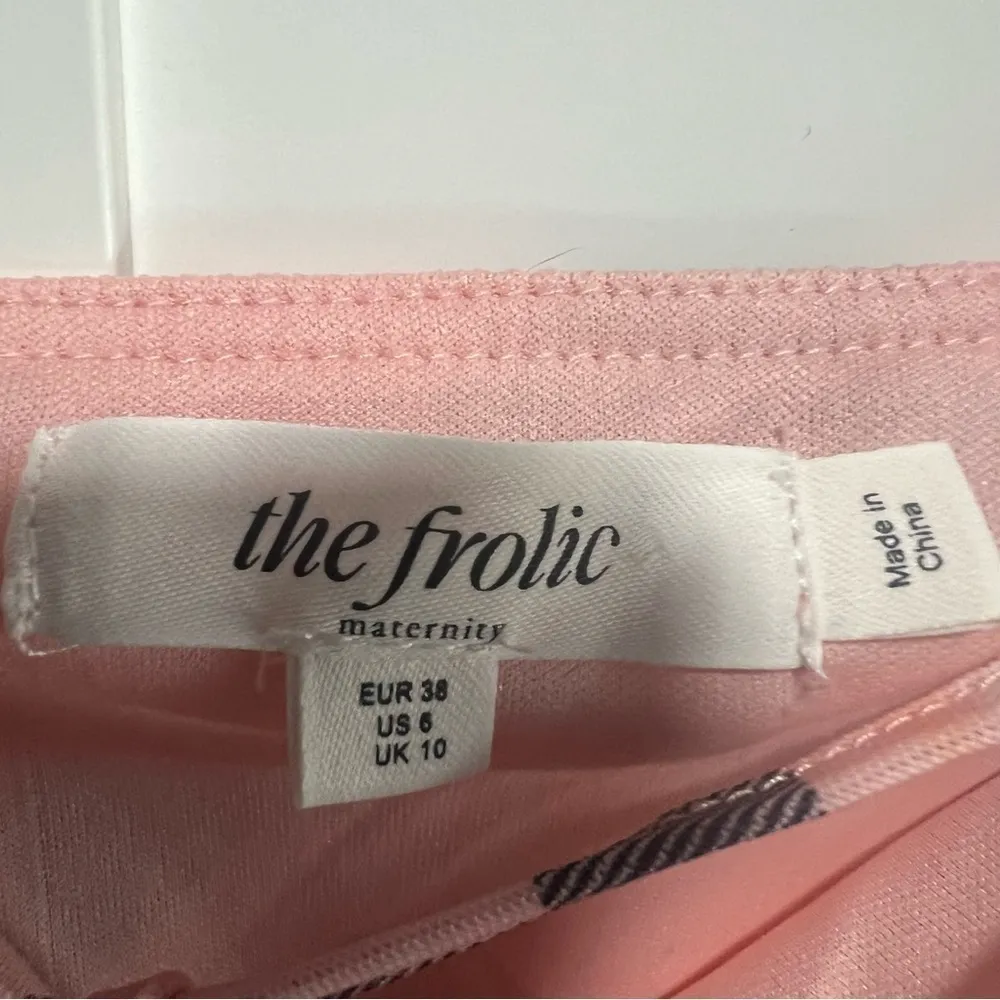 the frolic
maternity
EUR 38
US 6
UK 10
Made in
China